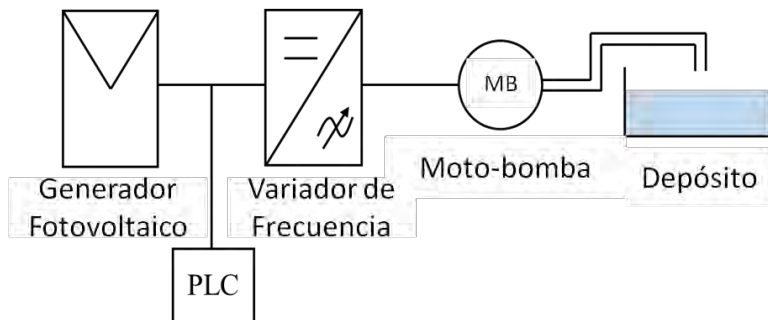 MB
Generador
Fotovoltaico
Variador de
Frecuencia
Moto-bomba
Depósito
PLC